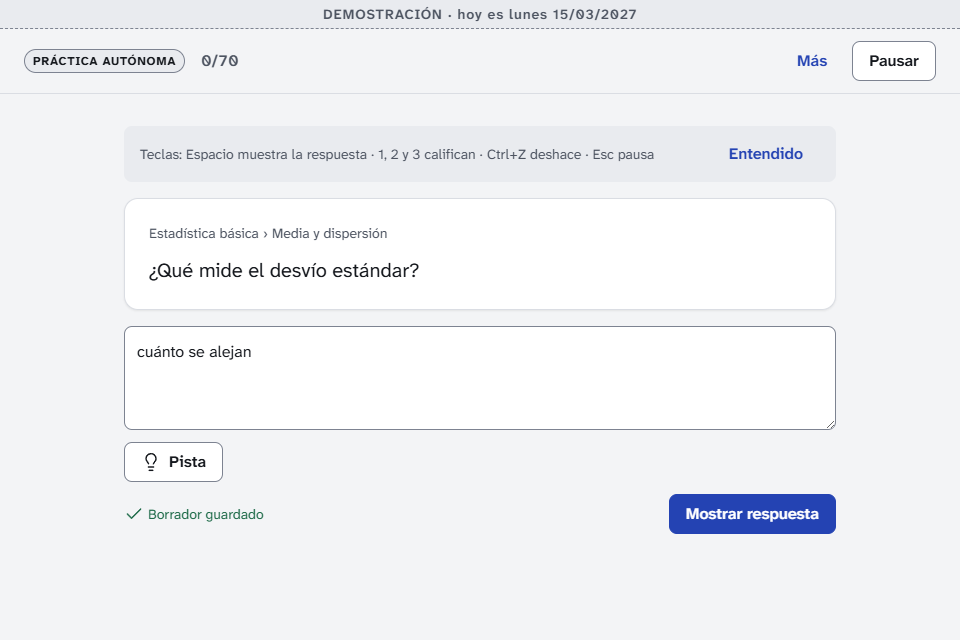 DEMOSTRACIÓN · hoy es lunes 15/03/2027
PRÁCTICA AUTÓNOMA 0/70 Más Pausar
Teclas: Espacio muestra la respuesta · 1, 2 y 3 califican · Ctrl+Z deshace · Esc pausa Entendido
Estadística básica › Media y dispersión
¿Qué mide el desvío estándar?
cuánto se alejan
Pista
Borrador guardado Mostrar respuesta